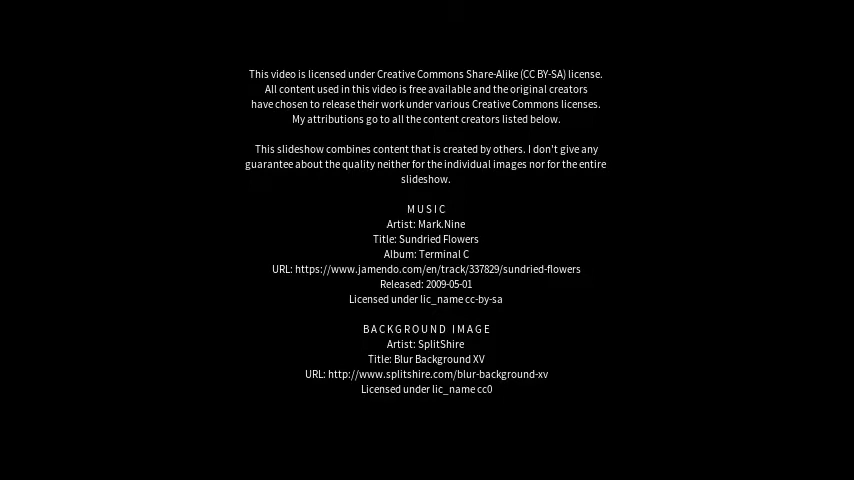 This video is licensed under Creative Commons Share-Alike (CC BY-SA) license.
All content used in this video is free available and the original creators
have chosen to release their work under various Creative Commons licenses.
My attributions go to all the content creators listed below.
This slideshow combines content that is created by others. I don't give any
guarantee about the quality neither for the individual images nor for the entire
slideshow.
MUSIC
Artist: Mark.Nine
Title: Sundried Flowers
Album: Terminal C
URL: https://www.jamendo.com/en/track/337829/sundried-flowers
Released: 2009-05-01
Licensed under lic_name cc-by-sa
BACKGROUND IMAGE
Artist: SplitShire
Title: Blur Background XV
URL: http://www.splitshire.com/blur-background-xv
Licensed under lic_name cc0